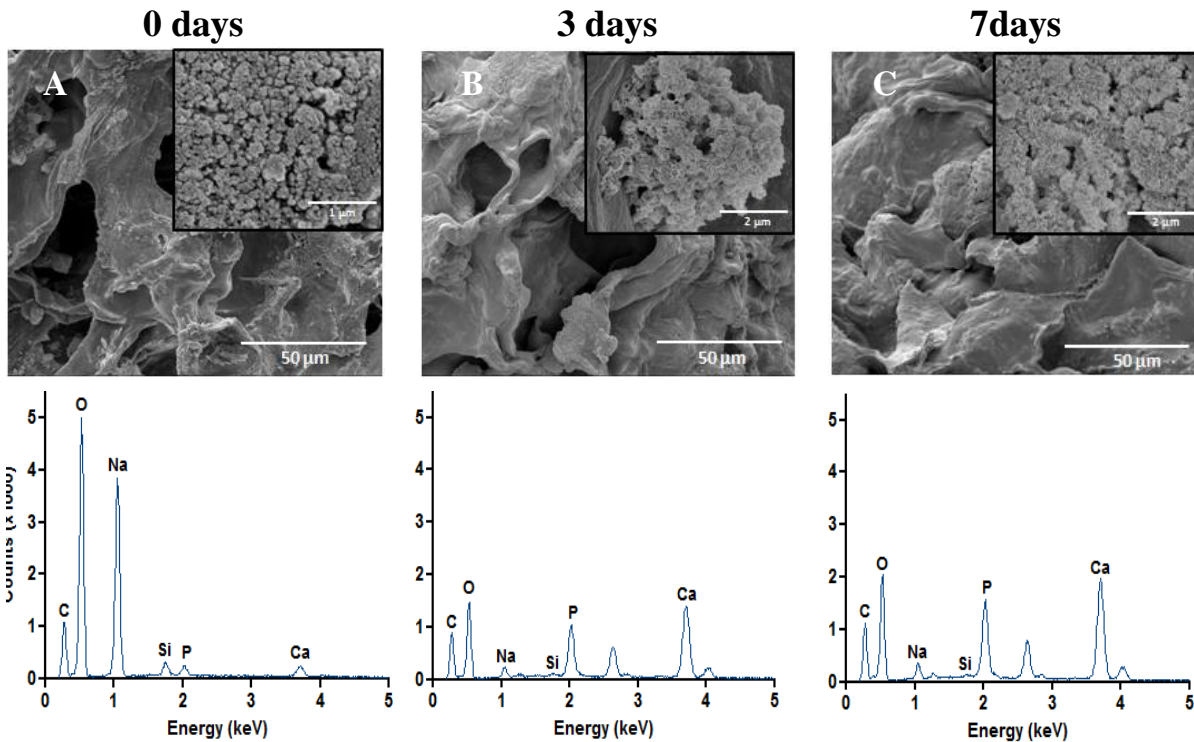 0 days 3 days 7days
A B C
1 µm 2 µm 2 µm
50 µm 50 µm 50 µm
O
Na
C
Si P Ca
Counts (x1000)
5
4
3
2
1
0
0 1 2 3 4 5
Energy (keV)
C O Na Si P Ca
5
4
3
2
1
0
0 1 2 3 4 5
Energy (keV)
C O Na Si P Ca
5
4
3
2
1
0
0 1 2 3 4 5
Energy (keV)